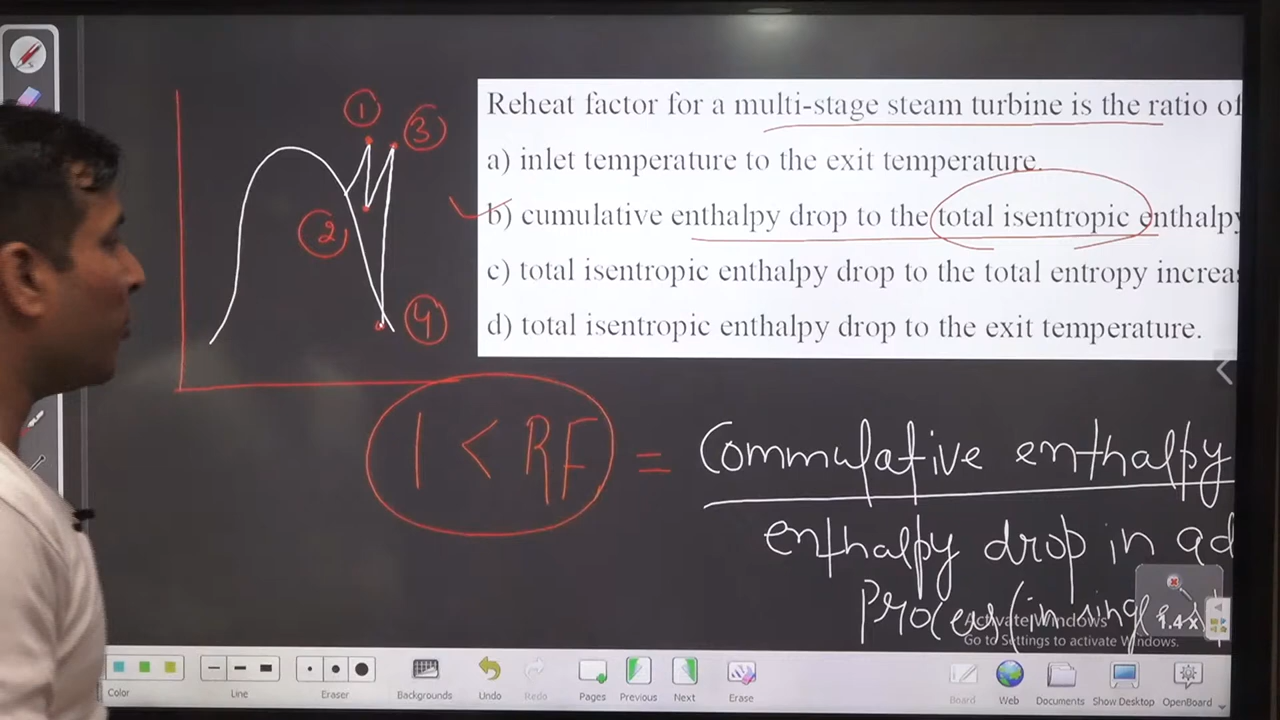 Reheat factor for a multi-stage steam turbine is the ratio of
a) inlet temperature to the exit temperature.
b) cumulative enthalpy drop to the total isentropic enthalpy
c) total isentropic enthalpy drop to the total entropy increa
d) total isentropic enthalpy drop to the exit temperature.
1
3
2
4
1 < RF = Commulative enthalpy
enthalpy drop in ad
Process (in single
1.4x
Activate Windows
Go to Settings to activate Windows.
Color
Line
Eraser
Backgrounds
Undo
Redo
Pages
Previous
Next
Erase
Board
Web
Documents
Show Desktop
OpenBoard